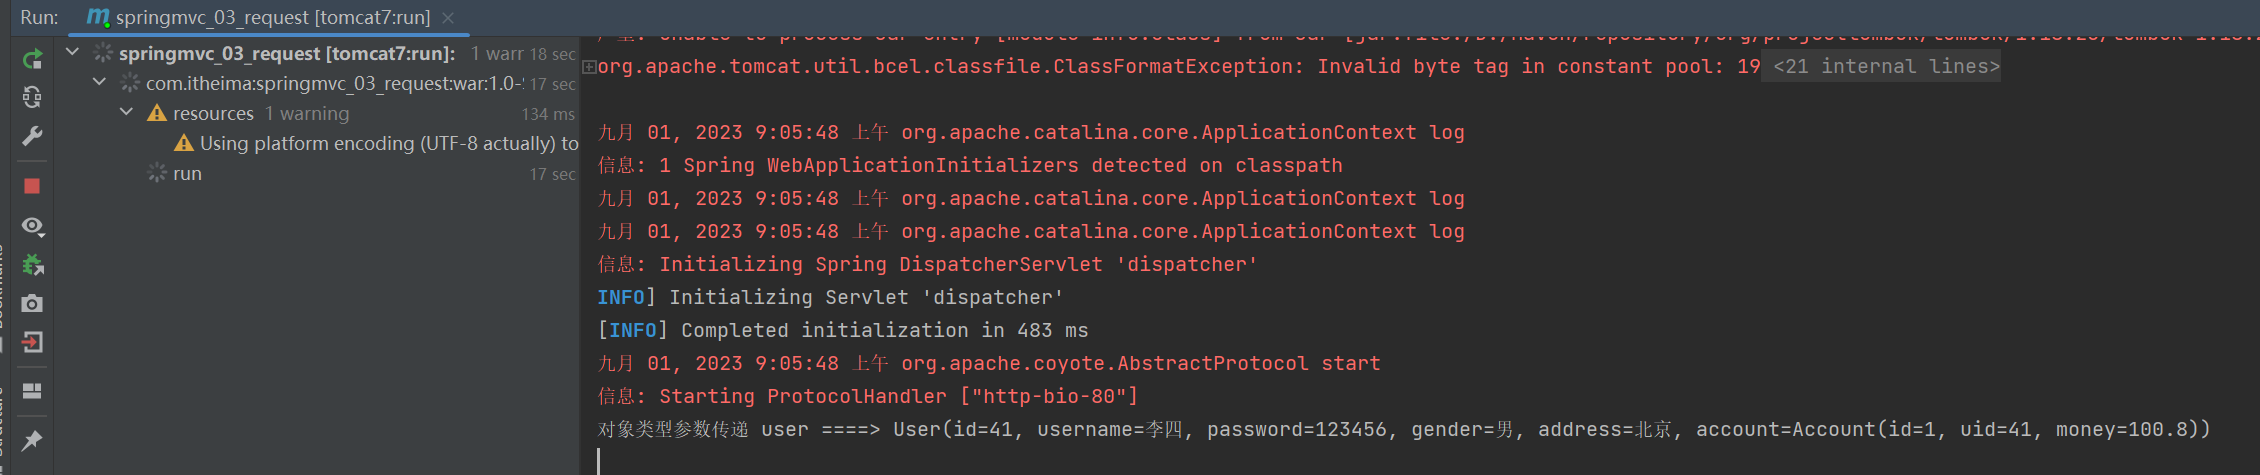 Run: springmvc_03_request [tomcat7:run] ×
springmvc_03_request [tomcat7:run]: 1 warr 18 sec
com.itheima:springmvc_03_request:war:1.0-S 17 sec
resources 1 warning 134 ms
Using platform encoding (UTF-8 actually) to
run 17 sec
org.apache.tomcat.util.bcel.classfile.ClassFormatException: Invalid byte tag in constant pool: 19 <21 internal lines>
九月 01, 2023 9:05:48 上午 org.apache.catalina.core.ApplicationContext log
信息: 1 Spring WebApplicationInitializers detected on classpath
九月 01, 2023 9:05:48 上午 org.apache.catalina.core.ApplicationContext log
九月 01, 2023 9:05:48 上午 org.apache.catalina.core.ApplicationContext log
信息: Initializing Spring DispatcherServlet 'dispatcher'
INFO] Initializing Servlet 'dispatcher'
[INFO] Completed initialization in 483 ms
九月 01, 2023 9:05:48 上午 org.apache.coyote.AbstractProtocol start
信息: Starting ProtocolHandler ["http-bio-80"]
对象类型参数传递 user ====> User(id=41, username=李四, password=123456, gender=男, address=北京, account=Account(id=1, uid=41, money=100.8))